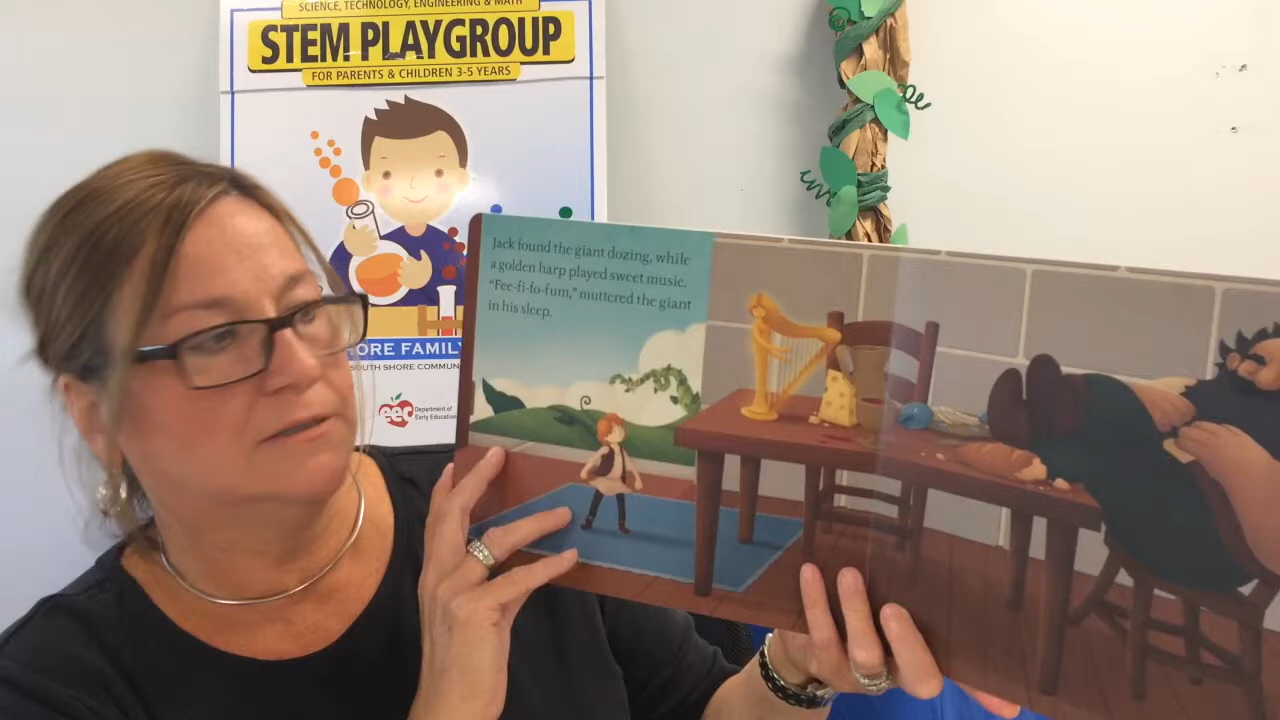 SCIENCE, TECHNOLOGY, ENGINEERING & MATH
STEM PLAYGROUP
FOR PARENTS & CHILDREN 3-5 YEARS
Jack found the giant dozing, while
a golden harp played sweet music.
"Fee-fi-fo-fum," muttered the giant
in his sleep.
ORE FAMILY
SOUTH SHORE COMMUN
eec Department of
Early Education